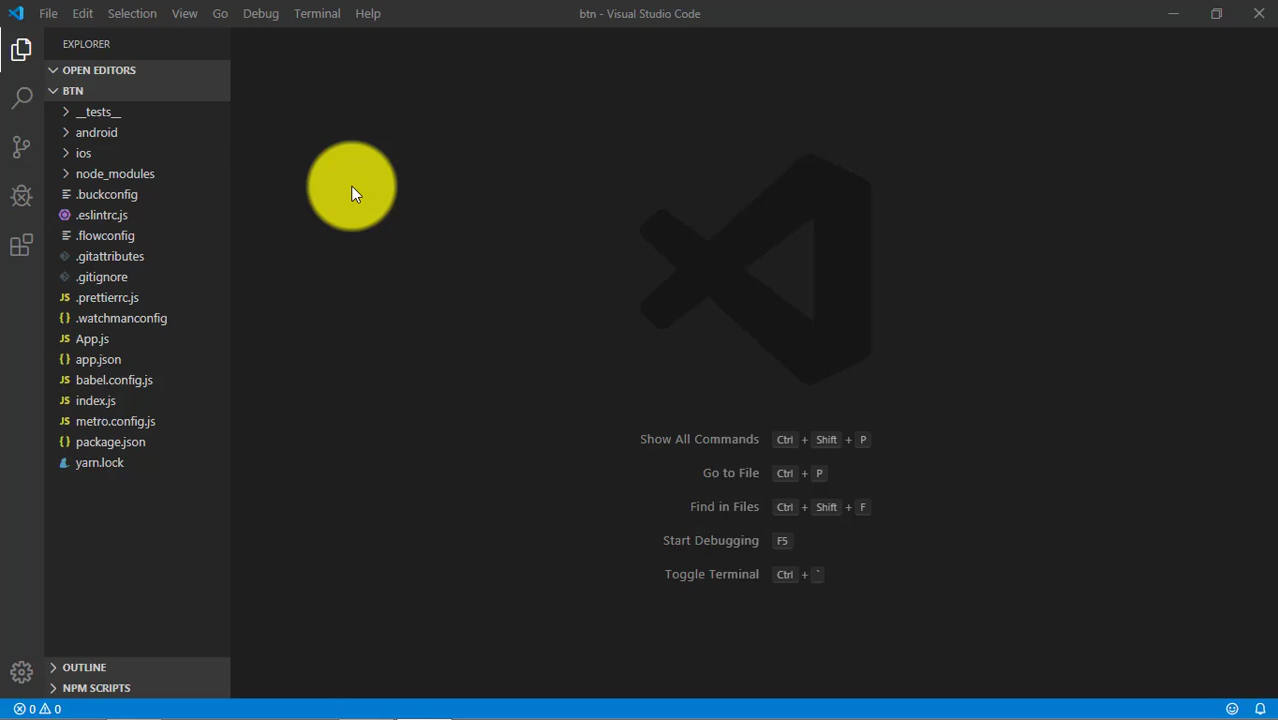 File Edit Selection View Go Debug Terminal Help btn - Visual Studio Code
EXPLORER
OPEN EDITORS
BTN
__tests__
android
ios
node_modules
.buckconfig
.eslintrc.js
.flowconfig
.gitattributes
.gitignore
.prettierrc.js
.watchmanconfig
App.js
app.json
babel.config.js
index.js
metro.config.js
package.json
yarn.lock
Show All Commands Ctrl + Shift + P
Go to File Ctrl + P
Find in Files Ctrl + Shift + F
Start Debugging F5
Toggle Terminal Ctrl + `
OUTLINE
NPM SCRIPTS
0 0